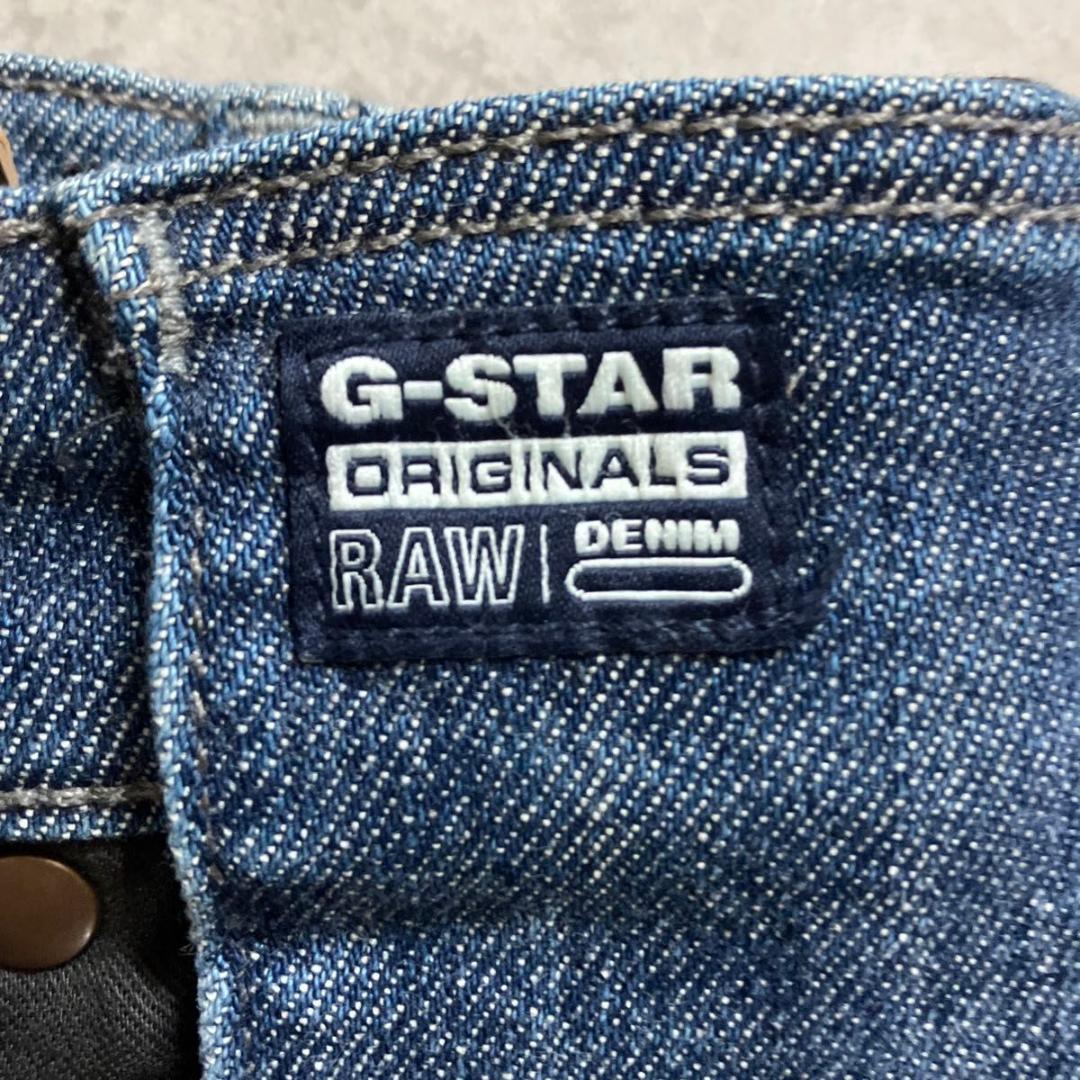 G-STAR
ORIGINALS
RAW | DENIM